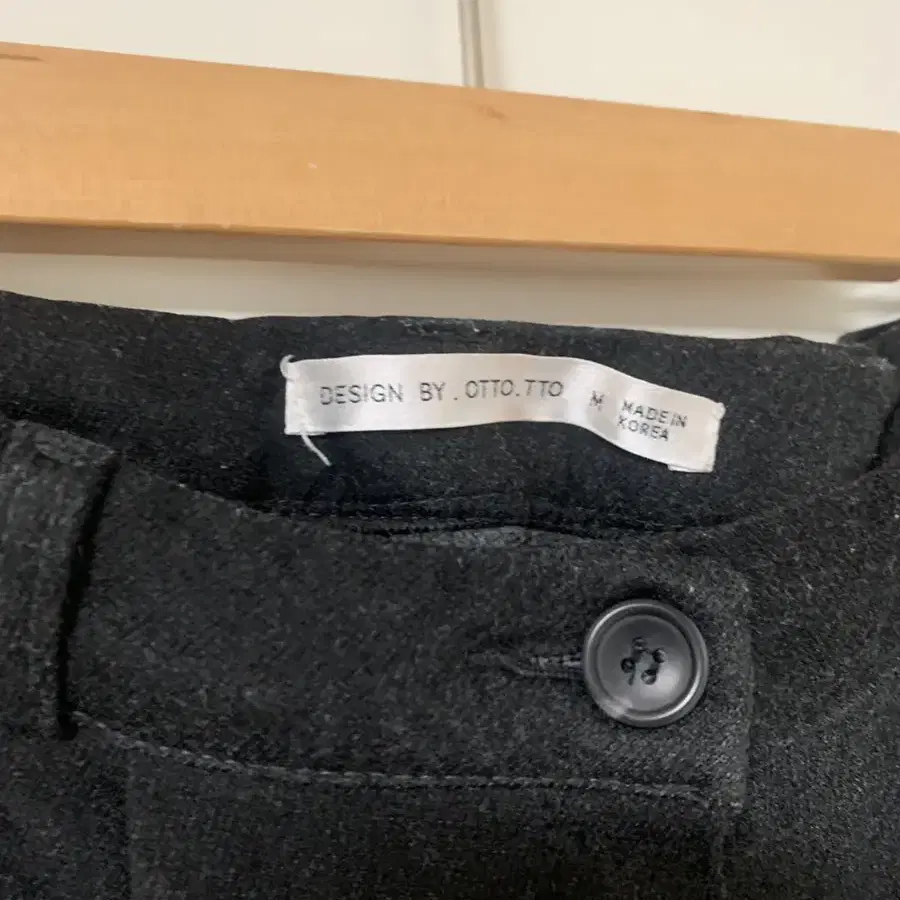 DESIGN BY . OTTO.TTO
M
MADE IN
KOREA